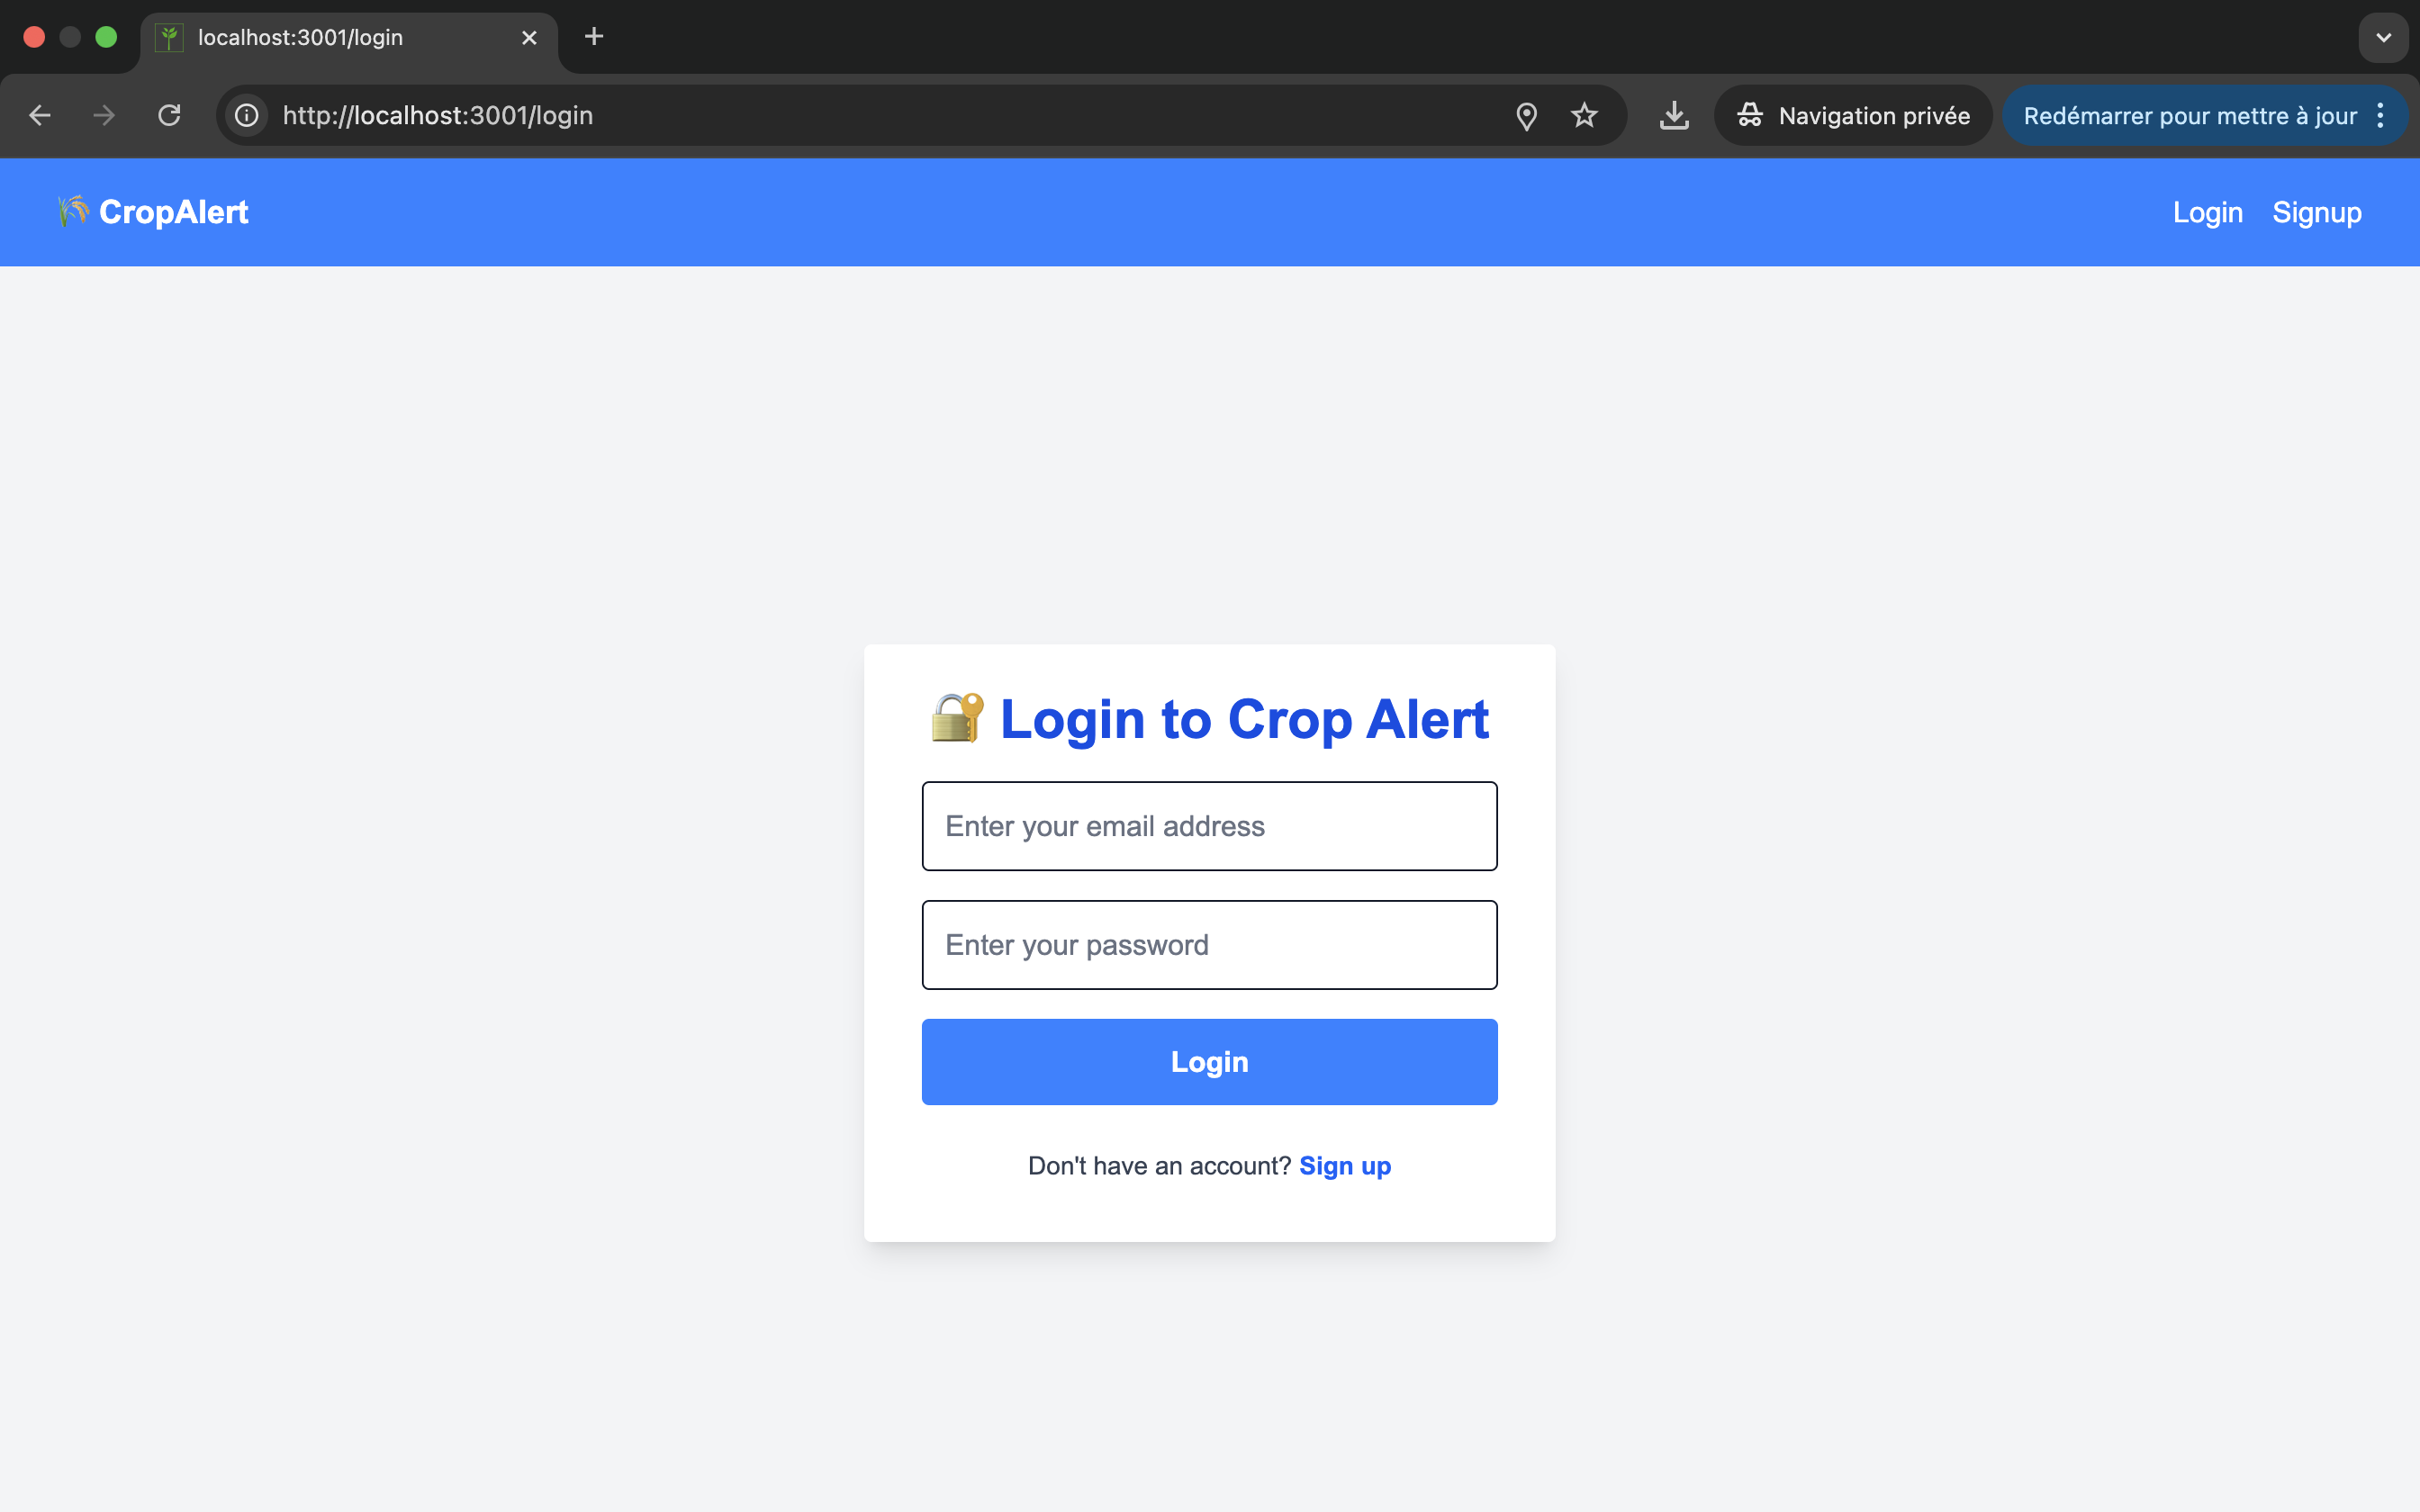 localhost:3001/login
http://localhost:3001/login
Navigation privée
Redémarrer pour mettre à jour
CropAlert
Login
Signup
Login to Crop Alert
Enter your email address
Enter your password
Login
Don't have an account? Sign up